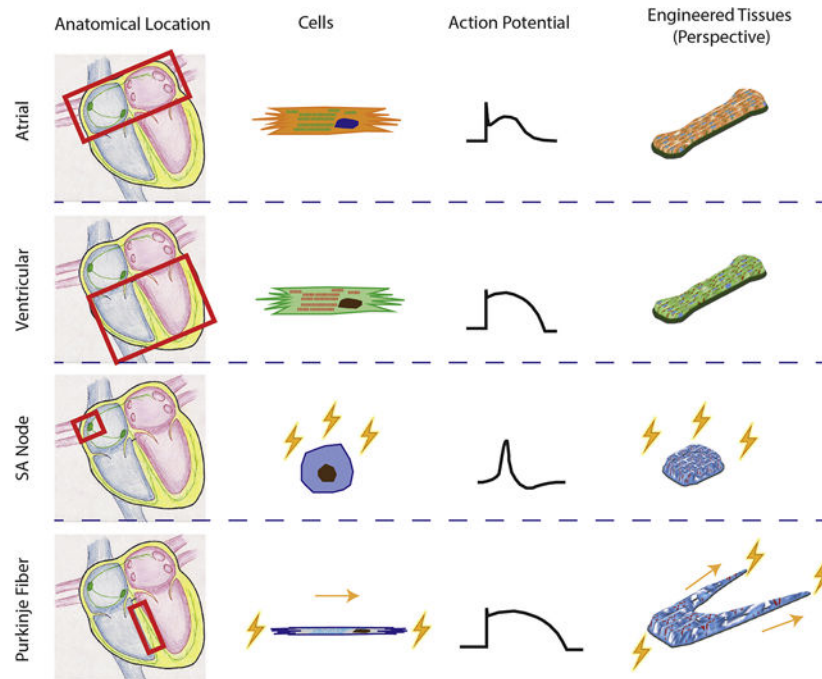 Anatomical Location
Cells
Action Potential
Engineered Tissues
(Perspective)
Atrial
Ventricular
SA Node
Purkinje Fiber